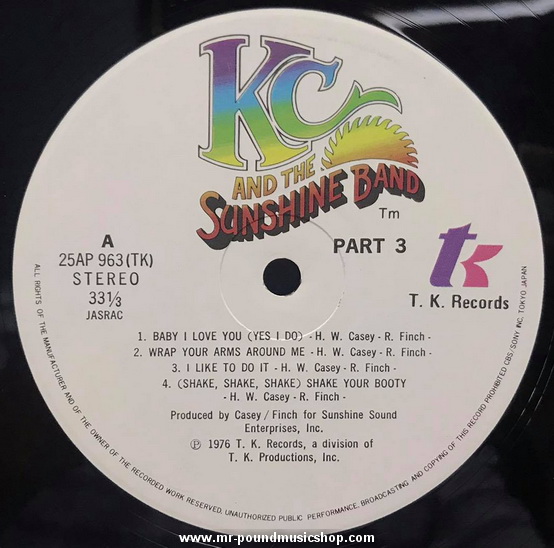 KC
AND THE
SUNSHINE BAND
Tm
PART 3
A
25AP 963(TK)
STEREO
33⅓
JASRAC
tk
T. K. Records
1. BABY I LOVE YOU (YES I DO) - H. W. Casey - R. Finch -
2. WRAP YOUR ARMS AROUND ME - H. W. Casey - R. Finch -
3. I LIKE TO DO IT - H. W. Casey - R. Finch -
4. (SHAKE, SHAKE, SHAKE) SHAKE YOUR BOOTY
- H. W. Casey - R. Finch -
Produced by Casey / Finch for Sunshine Sound
Enterprises, Inc.
℗ 1976 T. K. Records, a division of
T. K. Productions, Inc.
ALL RIGHTS OF THE MANUFACTURER AND OF THE OWNER OF THE RECORDED WORK RESERVED. UNAUTHORIZED PUBLIC PERFORMANCE, BROADCASTING AND COPYING OF THIS RECORD PROHIBITED CBS/SONY INC. TOKYO JAPAN
www.mr-poundmusicshop.com